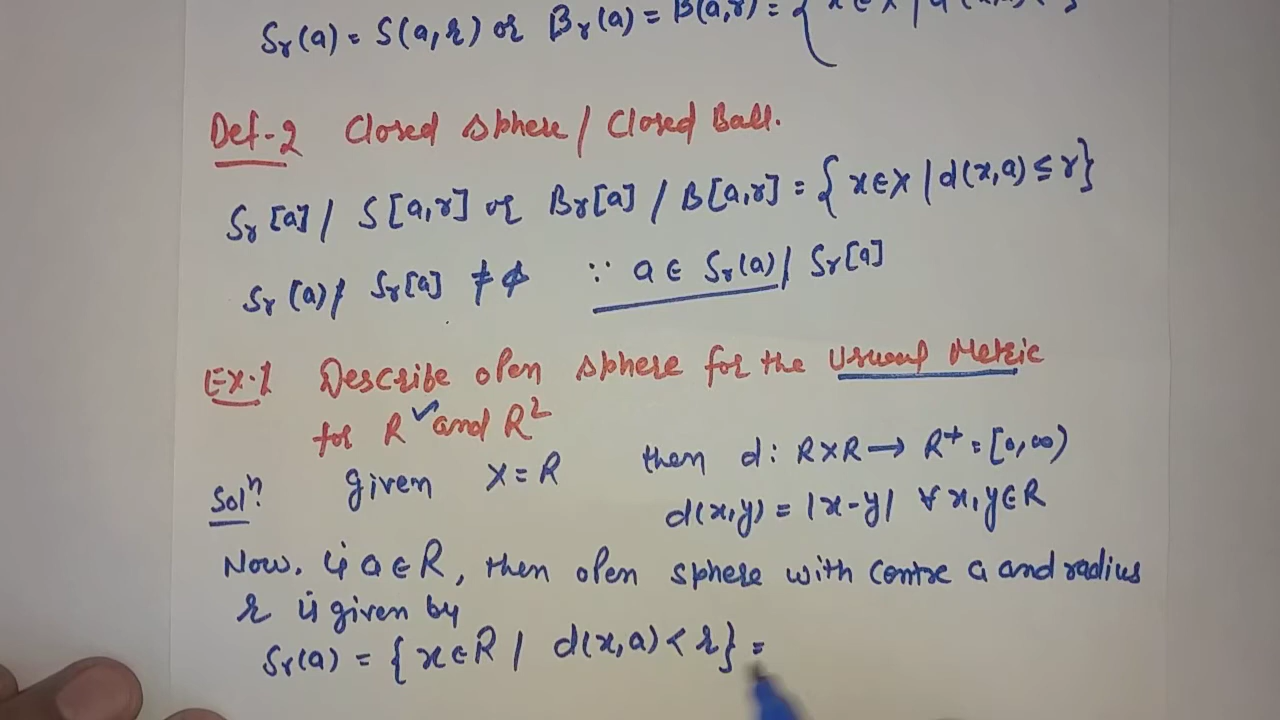 Sr(a) = S(a,r) or Br(a) = B(a,r) = {
Def-2 Closed sphere / Closed Ball.
Sr[a] / S[a,r] or Br[a] / B[a,r] = { x∈X | d(x,a) ≤ r}
Sr(a) / Sr[a] ≠ ϕ ∵ a ∈ Sr(a) / Sr[a]
Ex.1 Describe open sphere for the Usual Metric
for R ✓ and R²
Solⁿ: given X = R then d: R×R → R⁺ = [0,∞)
d(x,y) = |x-y| ∀ x,y∈R
Now, if a∈R, then open sphere with centre a and radius
r is given by
Sr(a) = { x∈R | d(x,a) < r} =